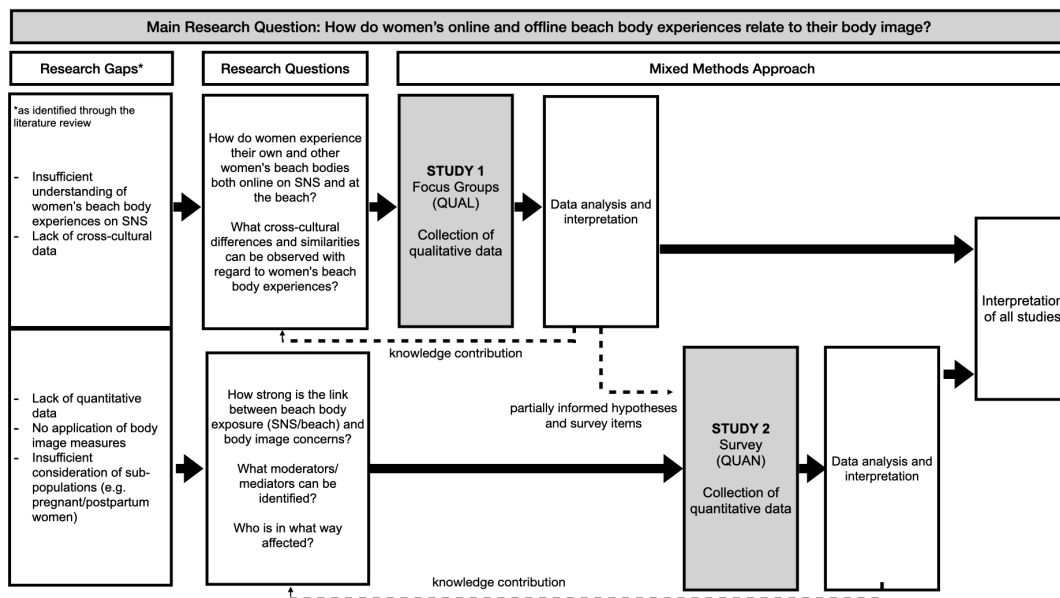 Main Research Question: How do women's online and offline beach body experiences relate to their body image?
Research Gaps*
Research Questions
Mixed Methods Approach
*as identified through the
literature review
- Insufficient
understanding of
women's beach body
experiences on SNS
- Lack of cross-cultural
data
How do women experience
their own and other
women's beach bodies
both online on SNS and at
the beach?
What cross-cultural
differences and similarities
can be observed with
regard to women's beach
body experiences?
STUDY 1
Focus Groups
(QUAL)
Collection of
qualitative data
Data analysis and
interpretation
Interpretation
of all studies
knowledge contribution
- Lack of quantitative
data
- No application of body
image measures
- Insufficient
consideration of sub-
populations (e.g.
pregnant/postpartum
women)
How strong is the link
between beach body
exposure (SNS/beach) and
body image concerns?
What moderators/
mediators can be
identified?
Who is in what way
affected?
partially informed hypotheses
and survey items
STUDY 2
Survey
(QUAN)
Collection of
quantitative data
Data analysis and
interpretation
knowledge contribution